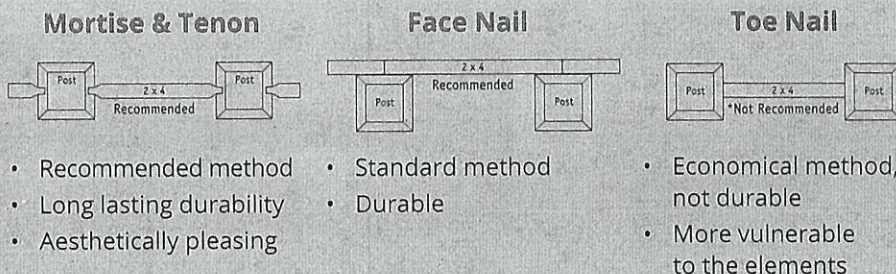 Mortise & Tenon
Post
2 x 4
Post
Recommended
• Recommended method
• Long lasting durability
• Aesthetically pleasing
Face Nail
2 x 4
Recommended
Post
Post
• Standard method
• Durable
Toe Nail
Post
2 x 4
Post
*Not Recommended
• Economical method,
not durable
• More vulnerable
to the elements